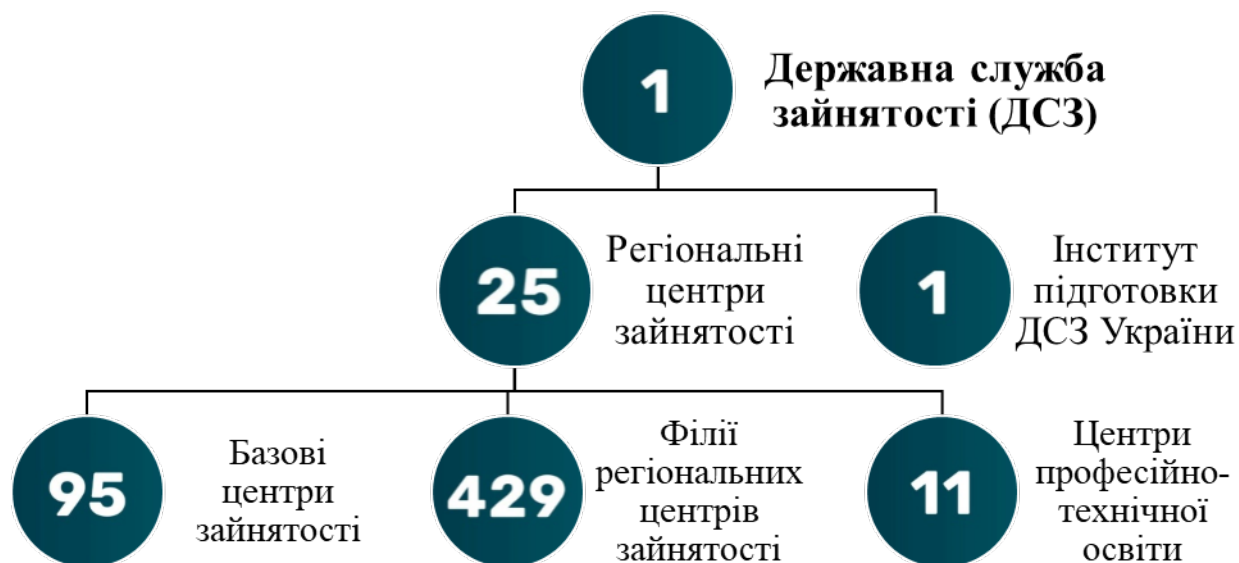 1
Державна служба
зайнятості (ДСЗ)
25
Регіональні
центри
зайнятості
1
Інститут
підготовки
ДСЗ України
95
Базові
центри
зайнятості
429
Філії
регіональних
центрів
зайнятості
11
Центри
професійно-
технічної
освіти